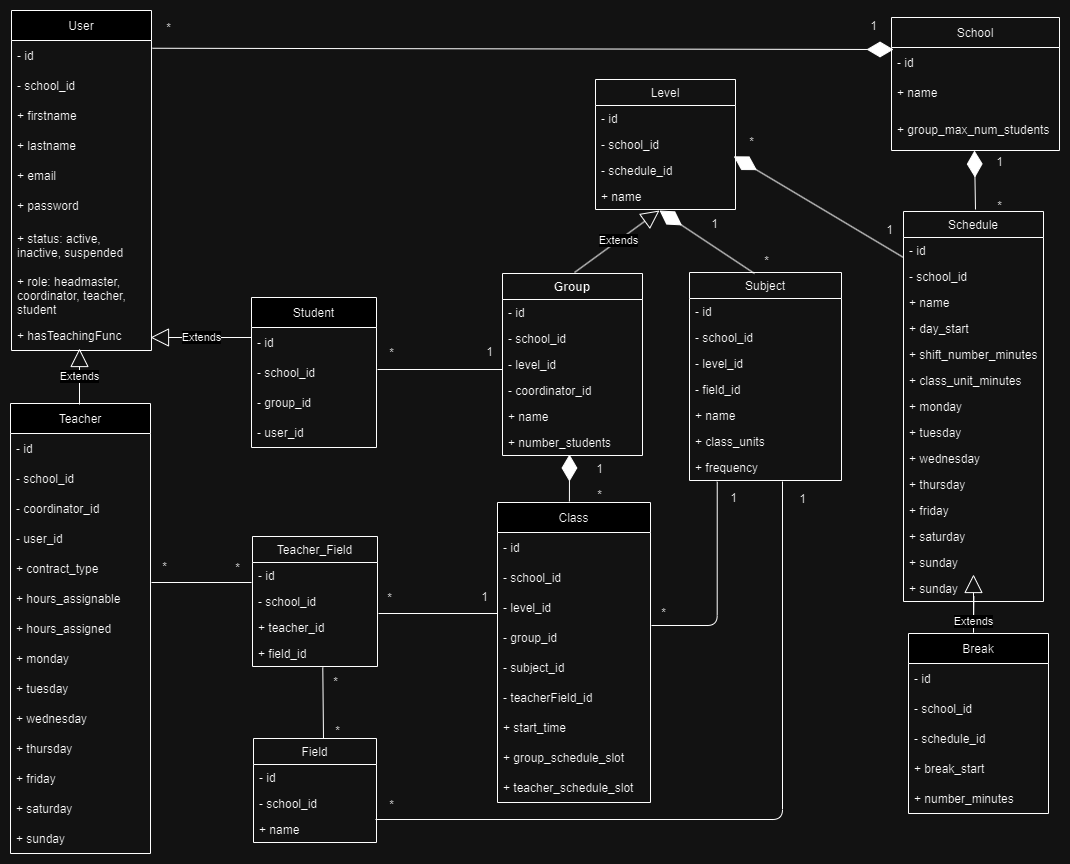 User
- id
- school_id
+ firstname
+ lastname
+ email
+ password
+ status: active,
inactive, suspended
+ role: headmaster,
coordinator, teacher,
student
+ hasTeachingFunc
*
1
School
- id
+ name
+ group_max_num_students
1
*
Level
- id
- school_id
- schedule_id
+ name
*
1
Extends
1
*
Schedule
- id
- school_id
+ name
+ day_start
+ shift_number_minutes
+ class_unit_minutes
+ monday
+ tuesday
+ wednesday
+ thursday
+ friday
+ saturday
+ sunday
+ sunday
Extends
Break
- id
- school_id
- schedule_id
+ break_start
+ number_minutes
Group
- id
- school_id
- level_id
- coordinator_id
+ name
+ number_students
1
*
Subject
- id
- school_id
- level_id
- field_id
+ name
+ class_units
+ frequency
1
1
*
Student
- id
- school_id
- group_id
- user_id
Extends
*
1
Extends
Teacher
- id
- school_id
- coordinator_id
- user_id
+ contract_type
+ hours_assignable
+ hours_assigned
+ monday
+ tuesday
+ wednesday
+ thursday
+ friday
+ saturday
+ sunday
*
*
Teacher_Field
- id
- school_id
+ teacher_id
+ field_id
*
1
*
*
Class
- id
- school_id
- level_id
- group_id
- subject_id
- teacherField_id
+ start_time
+ group_schedule_slot
+ teacher_schedule_slot
Field
- id
- school_id
+ name
*